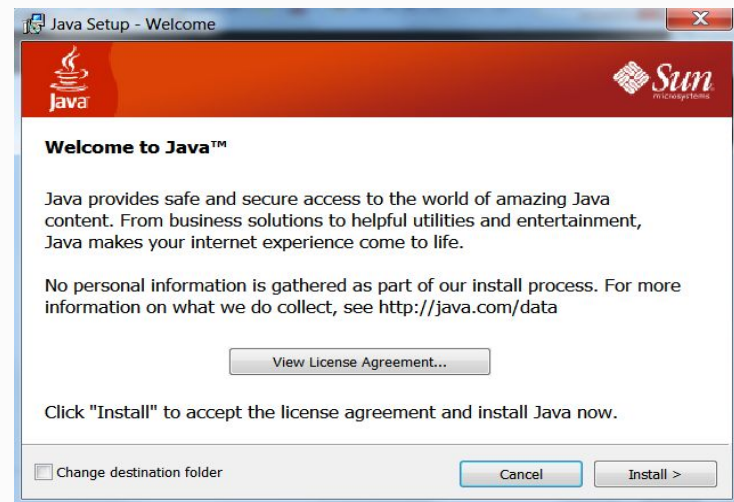 Java Setup - Welcome
Java
Sun
microsystems
Welcome to Java™
Java provides safe and secure access to the world of amazing Java
content. From business solutions to helpful utilities and entertainment,
Java makes your internet experience come to life.
No personal information is gathered as part of our install process. For more
information on what we do collect, see http://java.com/data
View License Agreement...
Click "Install" to accept the license agreement and install Java now.
Change destination folder
Cancel
Install >